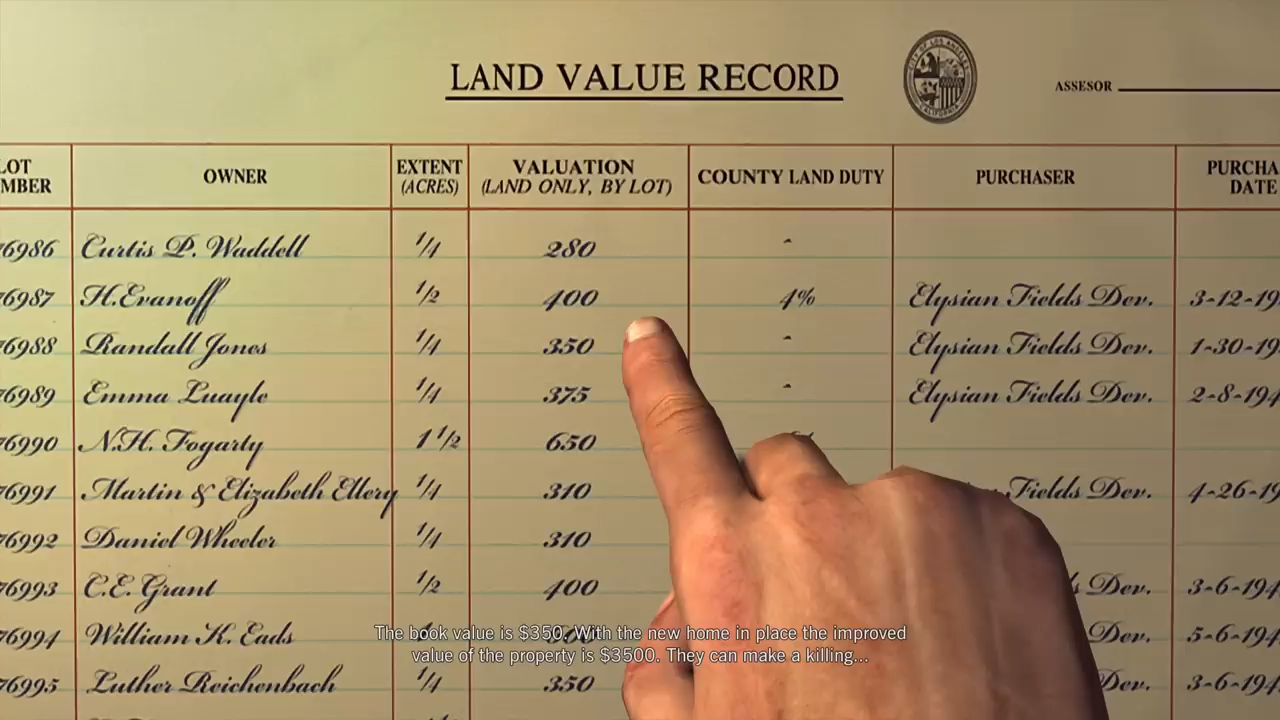 LAND VALUE RECORD
CITY OF LOS ANGELES
CALIFORNIA
ASSESOR
LOT OWNER EXTENT VALUATION COUNTY LAND DUTY PURCHASER PURCHA
MBER (ACRES) (LAND ONLY, BY LOT) DATE
76986 Curtis P. Waddell 1/4 280 -
76987 H.Evanoff 1/2 400 4% Elysian Fields Dev. 3-12-19
76988 Randall Jones 1/4 350 - Elysian Fields Dev. 1-30-19
76989 Emma Luayle 1/4 375 - Elysian Fields Dev. 2-8-194
76990 N.H. Fogarty 1 1/2 650
76991 Martin & Elizabeth Ellery 1/4 310 Fields Dev. 4-26-19
76992 Daniel Wheeler 1/4 310
76993 C.E. Grant 1/2 400 Dev. 3-6-194
76994 William K. Eads Dev. 5-6-194
76995 Luther Reichenbach 1/4 350 Dev. 3-6-194
The book value is $350. With the new home in place the improved
value of the property is $3500. They can make a killing...